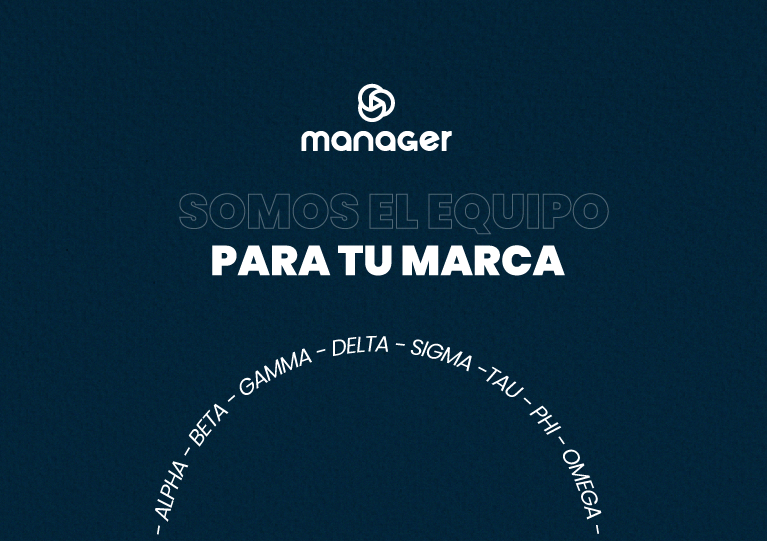 manager
SOMOS EL EQUIPO
PARA TU MARCA
- ALPHA - BETA - GAMMA - DELTA - SIGMA -TAU - PHI - OMEGA -